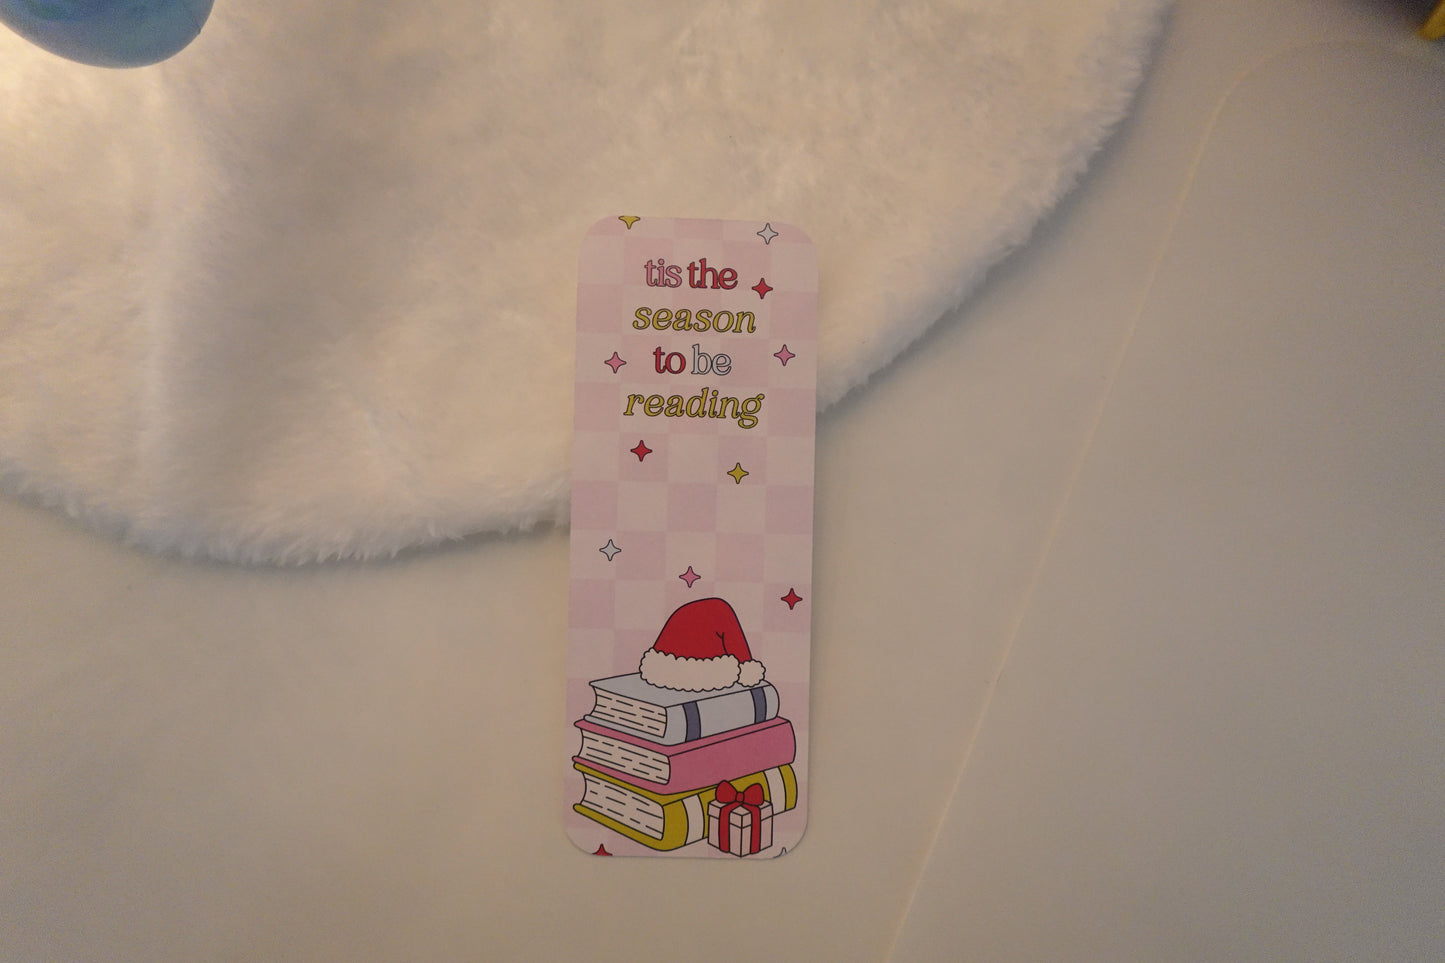 tis the
season
to be
reading